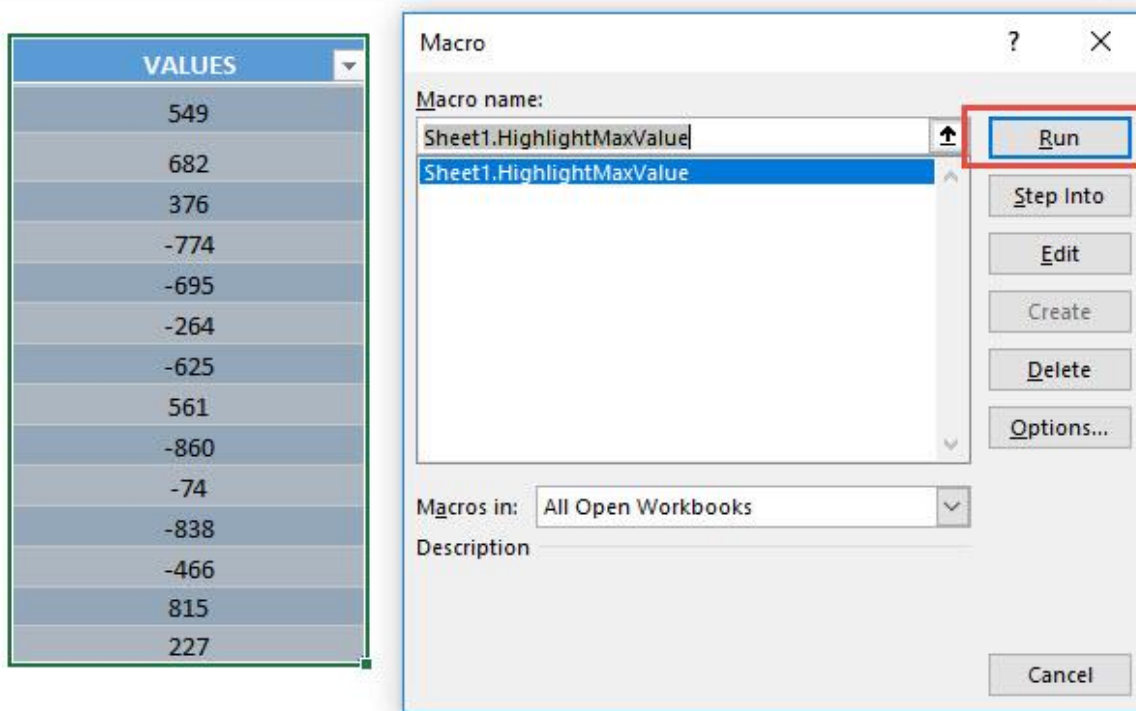 VALUES
549
682
376
-774
-695
-264
-625
561
-860
-74
-838
-466
815
227
Macro
?
Macro name:
Sheet1.HighlightMaxValue
Sheet1.HighlightMaxValue
Run
Step Into
Edit
Create
Delete
Options...
Macros in: All Open Workbooks
Description
Cancel